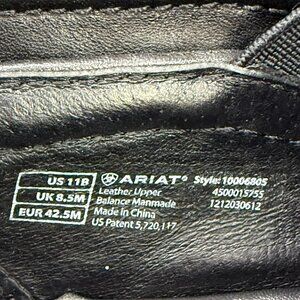 US 11B ARIAT® Style: 10006805
UK 8.5M Leather Upper 4500015755
EUR 42.5M Balance Manmade 1212030612
Made in China
US Patent 5,720,117